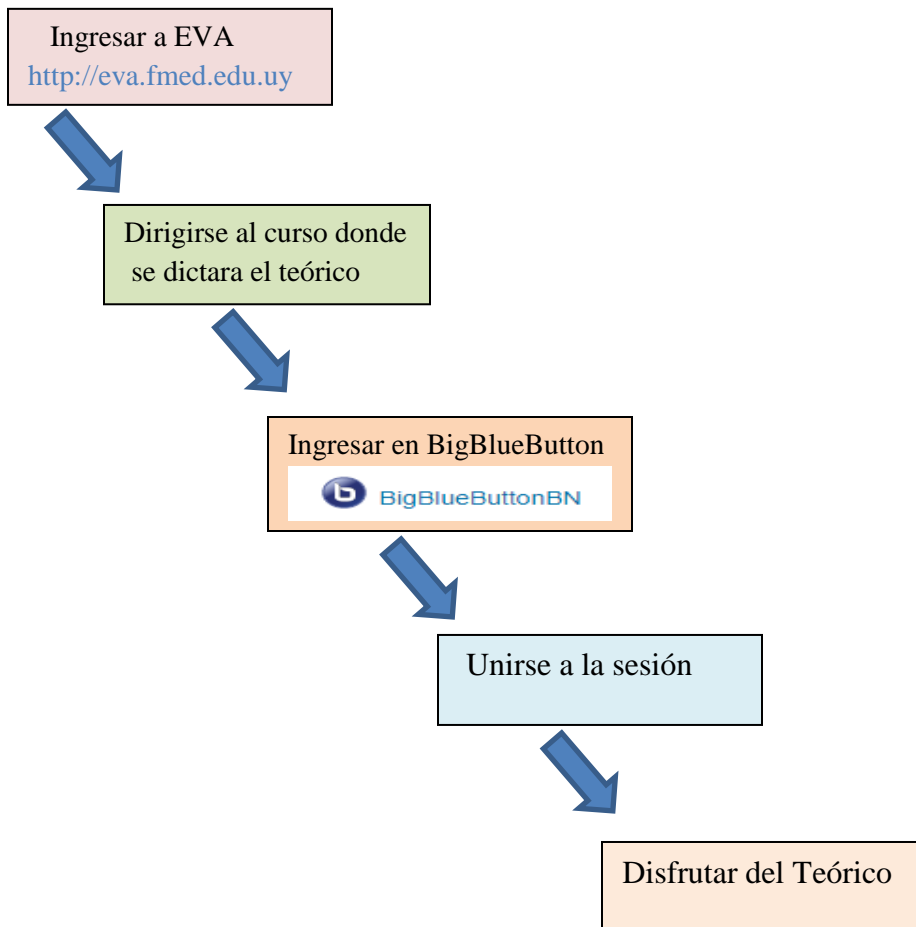 Ingresar a EVA
http://eva.fmed.edu.uy
Dirigirse al curso donde
se dictara el teórico
Ingresar en BigBlueButton
b BigBlueButtonBN
Unirse a la sesión
Disfrutar del Teórico